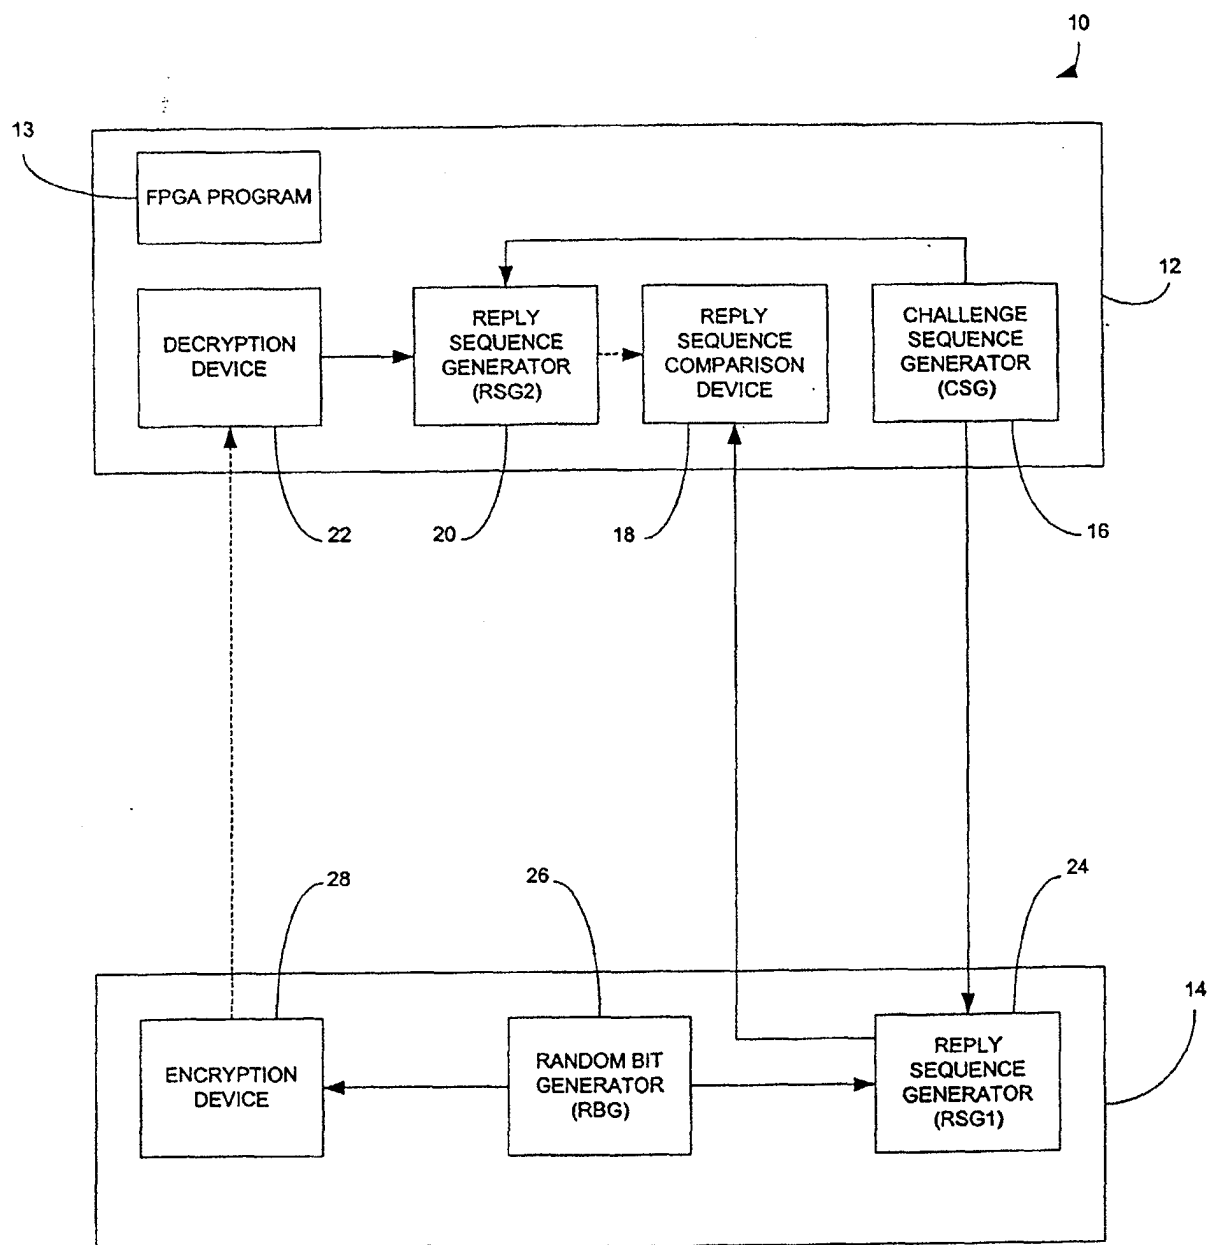 10
13
FPGA PROGRAM
12
DECRYPTION
DEVICE
REPLY
SEQUENCE
GENERATOR
(RSG2)
REPLY
SEQUENCE
COMPARISON
DEVICE
CHALLENGE
SEQUENCE
GENERATOR
(CSG)
22
20
18
16
28
26
24
14
ENCRYPTION
DEVICE
RANDOM BIT
GENERATOR
(RBG)
REPLY
SEQUENCE
GENERATOR
(RSG1)